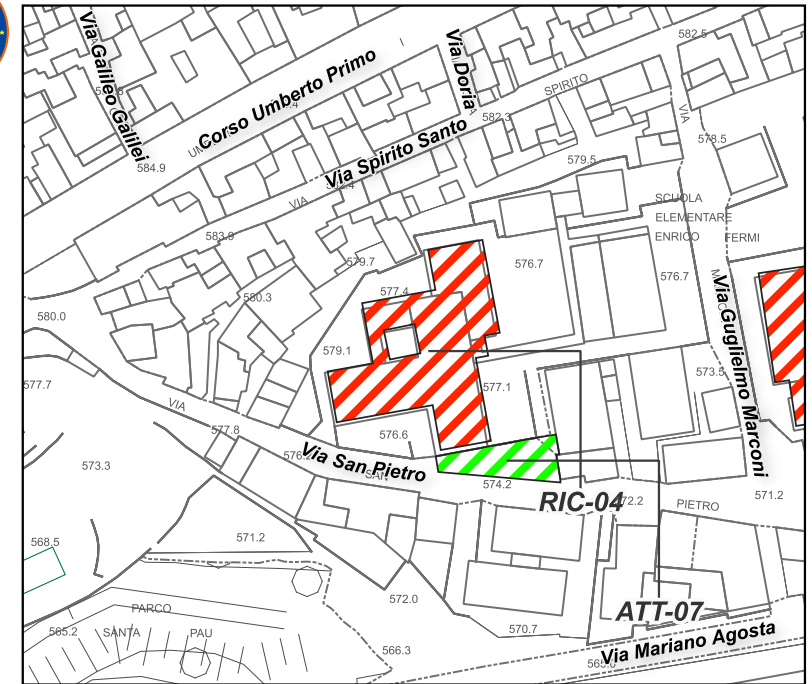 582.5
Via Galileo Galilei
Corso Umberto Primo
Via Doria
SPIRITO
582.3
VIA
578.5
Via Spirito Santo
579.5
584.9
VIA
SCUOLA
ELEMENTARE
ENRICO FERMI
583.9
579.7
576.7
576.7
577.4
580.3
580.0
Via Guglielmo Marconi
579.1
573.5
577.7
577.1
VIA
577.8
576.6
Via San Pietro
SAN
573.3
574.2
RIC-04
571.2
PIETRO
568.5
571.2
572.0
PARCO
ATT-07
565.2
SANTA PAU
570.7
Via Mariano Agosta
566.3